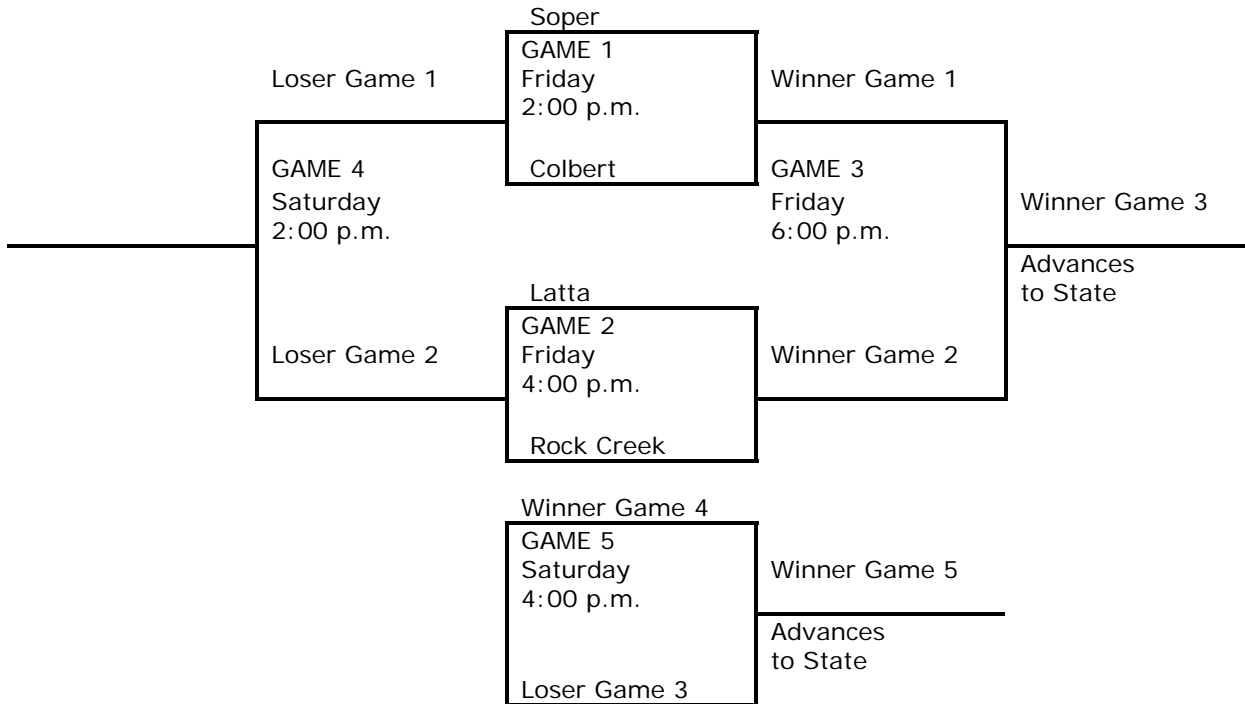 Soper
GAME 1
Loser Game 1
Friday
Winner Game 1
2:00 p.m.
GAME 4
Colbert
GAME 3
Saturday
Friday
Winner Game 3
2:00 p.m.
6:00 p.m.
Advances
Latta
to State
GAME 2
Loser Game 2
Friday
Winner Game 2
4:00 p.m.
Rock Creek
Winner Game 4
GAME 5
Saturday
Winner Game 5
4:00 p.m.
Advances
to State
Loser Game 3